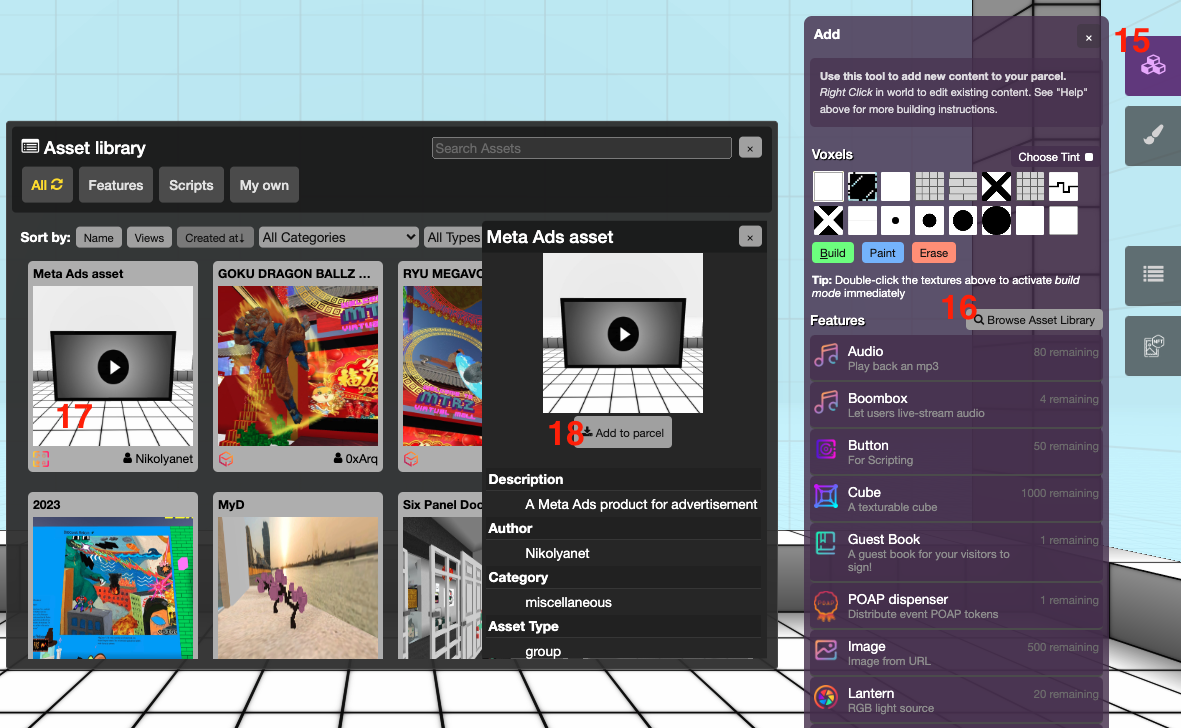 Asset library
Search Assets
×
All
Features
Scripts
My own
Sort by:
Name
Views
Created at↓
All Categories
All Types
Meta Ads asset
17
Nikolyanet
GOKU DRAGON BALLZ ...
0xArq
RYU MEGAVO
2023
MyD
Six Panel Doo
Meta Ads asset
×
18
Add to parcel
Description
A Meta Ads product for advertisement
Author
Nikolyanet
Category
miscellaneous
Asset Type
group
Add
×
15
Use this tool to add new content to your parcel.
Right Click in world to edit existing content. See "Help"
above for more building instructions.
Voxels
Choose Tint
Build
Paint
Erase
Tip: Double-click the textures above to activate build
mode immediately
16
Features
Browse Asset Library
Audio
80 remaining
Play back an mp3
Boombox
4 remaining
Let users live-stream audio
Button
50 remaining
For Scripting
Cube
1000 remaining
A texturable cube
Guest Book
1 remaining
A guest book for your visitors to
sign!
POAP dispenser
1 remaining
Distribute event POAP tokens
Image
500 remaining
Image from URL
Lantern
20 remaining
RGB light source
NFT